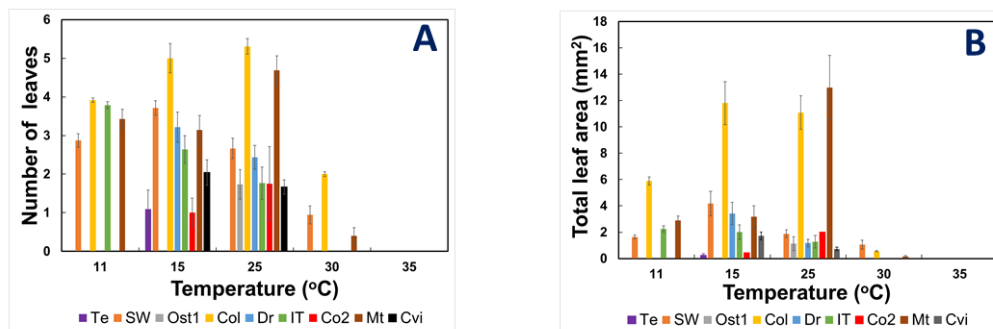 A
Number of leaves
6
5
4
3
2
1
0
11 15 25 30 35
Temperature (oC)
Te SW Ost1 Col Dr IT Co2 Mt Cvi
B
Total leaf area (mm2)
18
16
14
12
10
8
6
4
2
0
11 15 25 30 35
Temperature (oC)
Te SW Ost1 Col Dr IT Co2 Mt Cvi